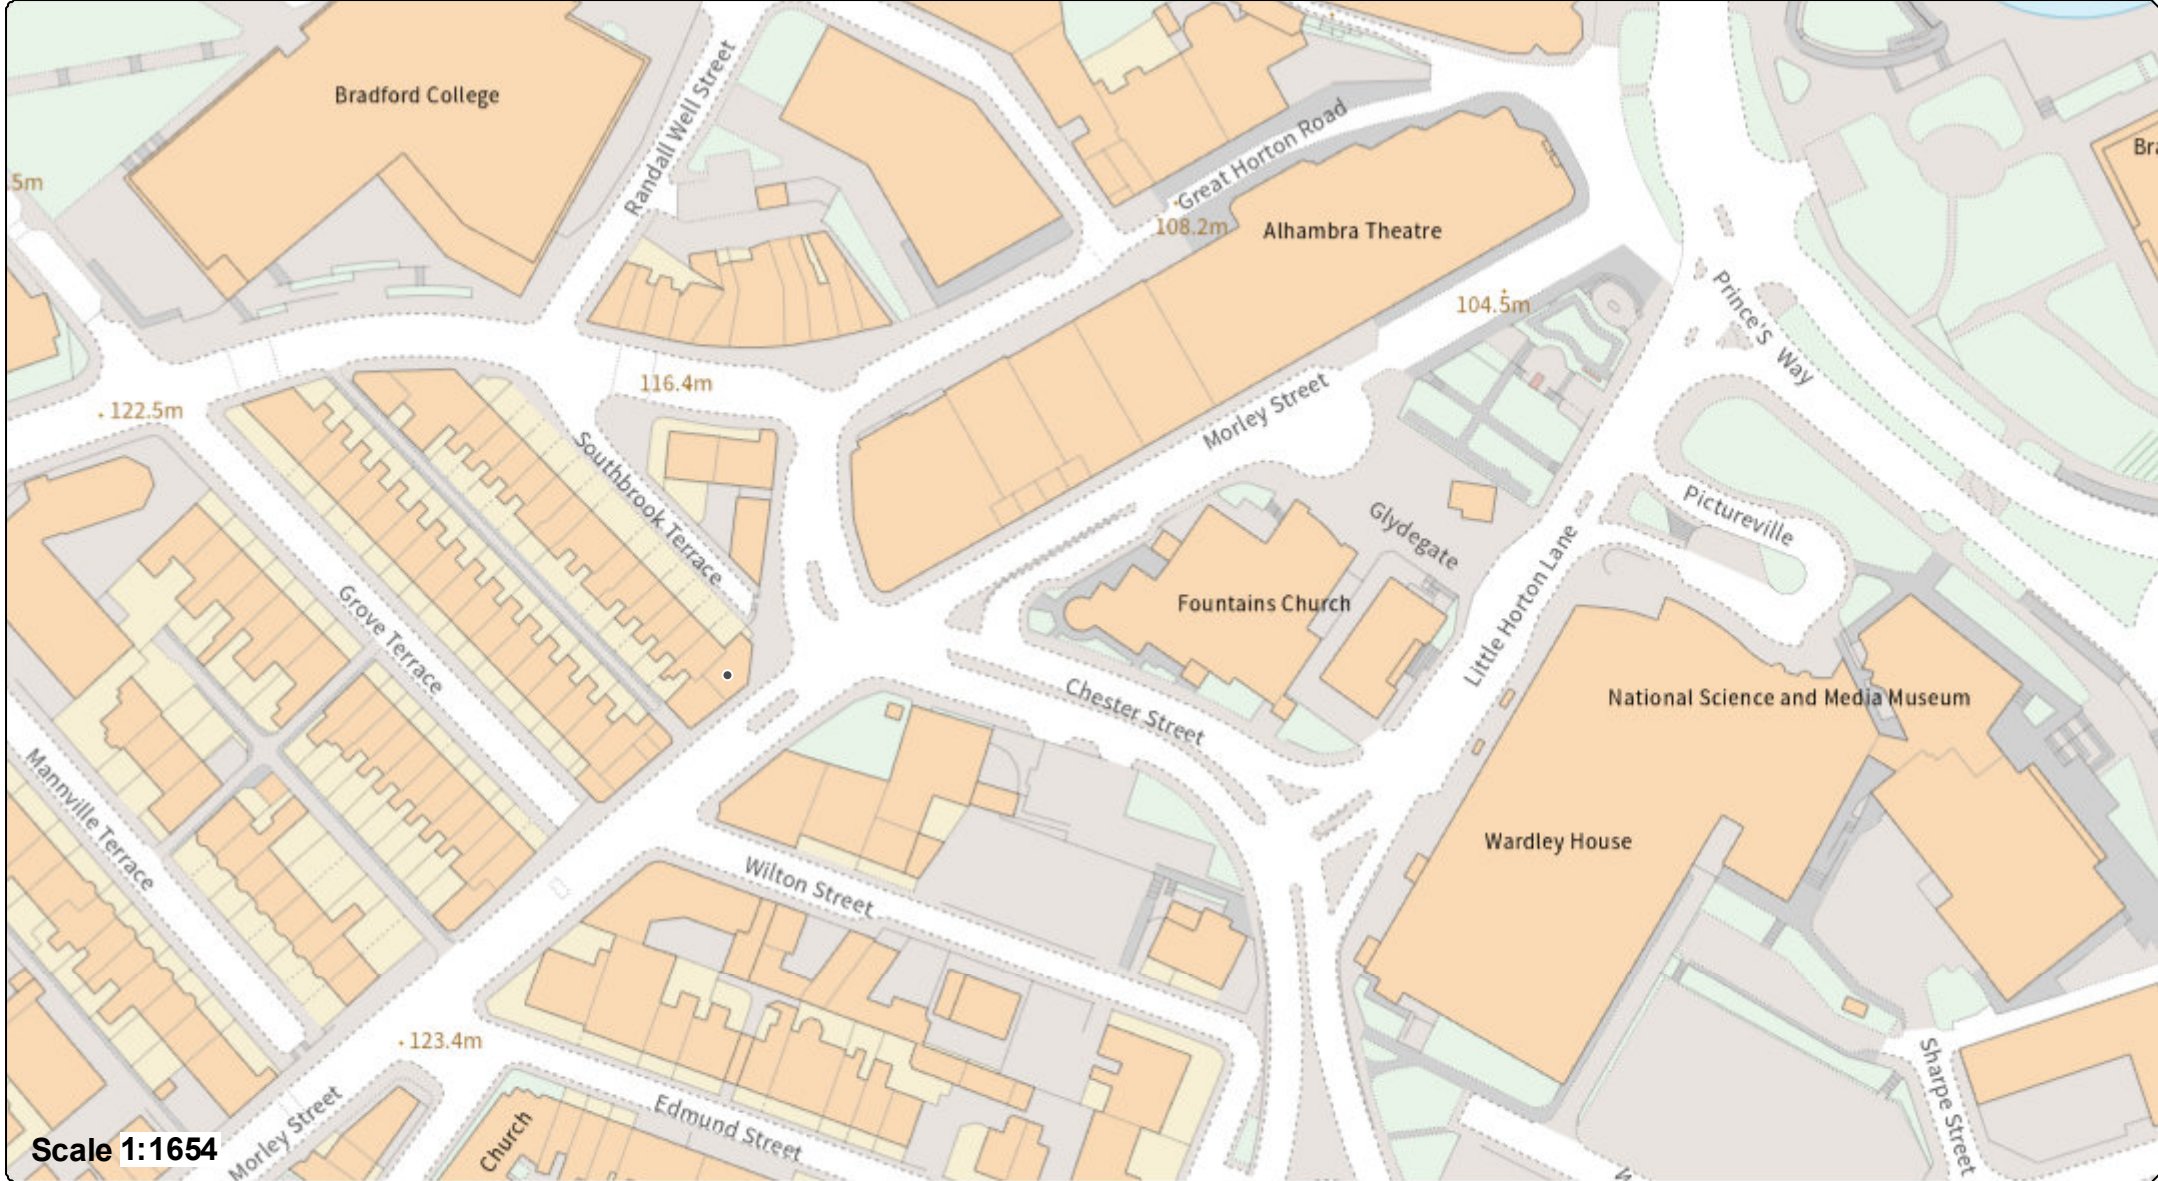 Bradford College
Randall Well Street
Great Horton Road
108.2m
Alhambra Theatre
5m
104.5m
Prince'S Way
116.4m
122.5m
Morley Street
Southbrook Terrace
Glydegate
Pictureville
Grove Terrace
Fountains Church
Little Horton Lane
Chester Street
National Science and Media Museum
Mannville Terrace
Wardley House
Wilton Street
123.4m
Edmund Street
Church
Morley Street
Sharpe Street
Scale 1:1654